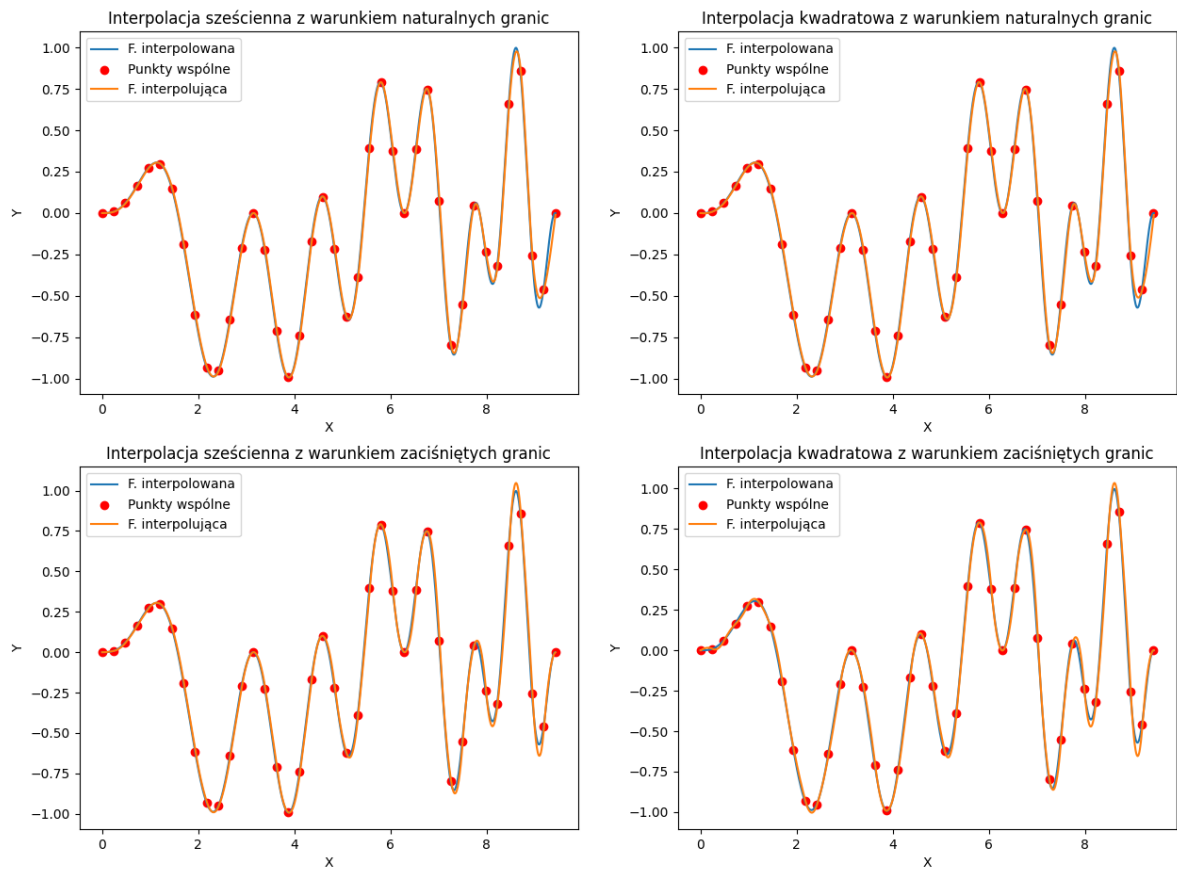 Interpolacja sześcienna z warunkiem naturalnych granic
F. interpolowana
Punkty wspólne
F. interpolująca
1.00
0.75
0.50
0.25
0.00
−0.25
−0.50
−0.75
−1.00
Y
0 2 4 6 8
X
Interpolacja kwadratowa z warunkiem naturalnych granic
F. interpolowana
Punkty wspólne
F. interpolująca
1.00
0.75
0.50
0.25
0.00
−0.25
−0.50
−0.75
−1.00
Y
0 2 4 6 8
X
Interpolacja sześcienna z warunkiem zaciśniętych granic
F. interpolowana
Punkty wspólne
F. interpolująca
1.00
0.75
0.50
0.25
0.00
−0.25
−0.50
−0.75
−1.00
Y
0 2 4 6 8
X
Interpolacja kwadratowa z warunkiem zaciśniętych granic
F. interpolowana
Punkty wspólne
F. interpolująca
1.00
0.75
0.50
0.25
0.00
−0.25
−0.50
−0.75
−1.00
Y
0 2 4 6 8
X